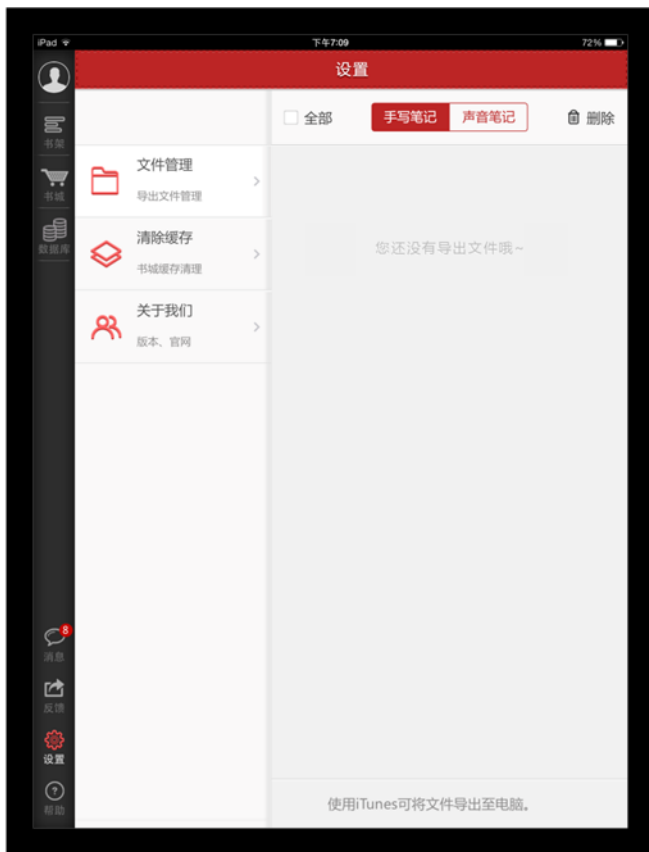 iPad 下午7:09 72%
设置
书架
书城
数据库
全部 手写笔记 声音笔记 删除
文件管理
导出文件管理
清除缓存
书城缓存清理
关于我们
版本、官网
您还没有导出文件哦~
8
消息
反馈
设置
?
帮助
使用iTunes可将文件导出至电脑。